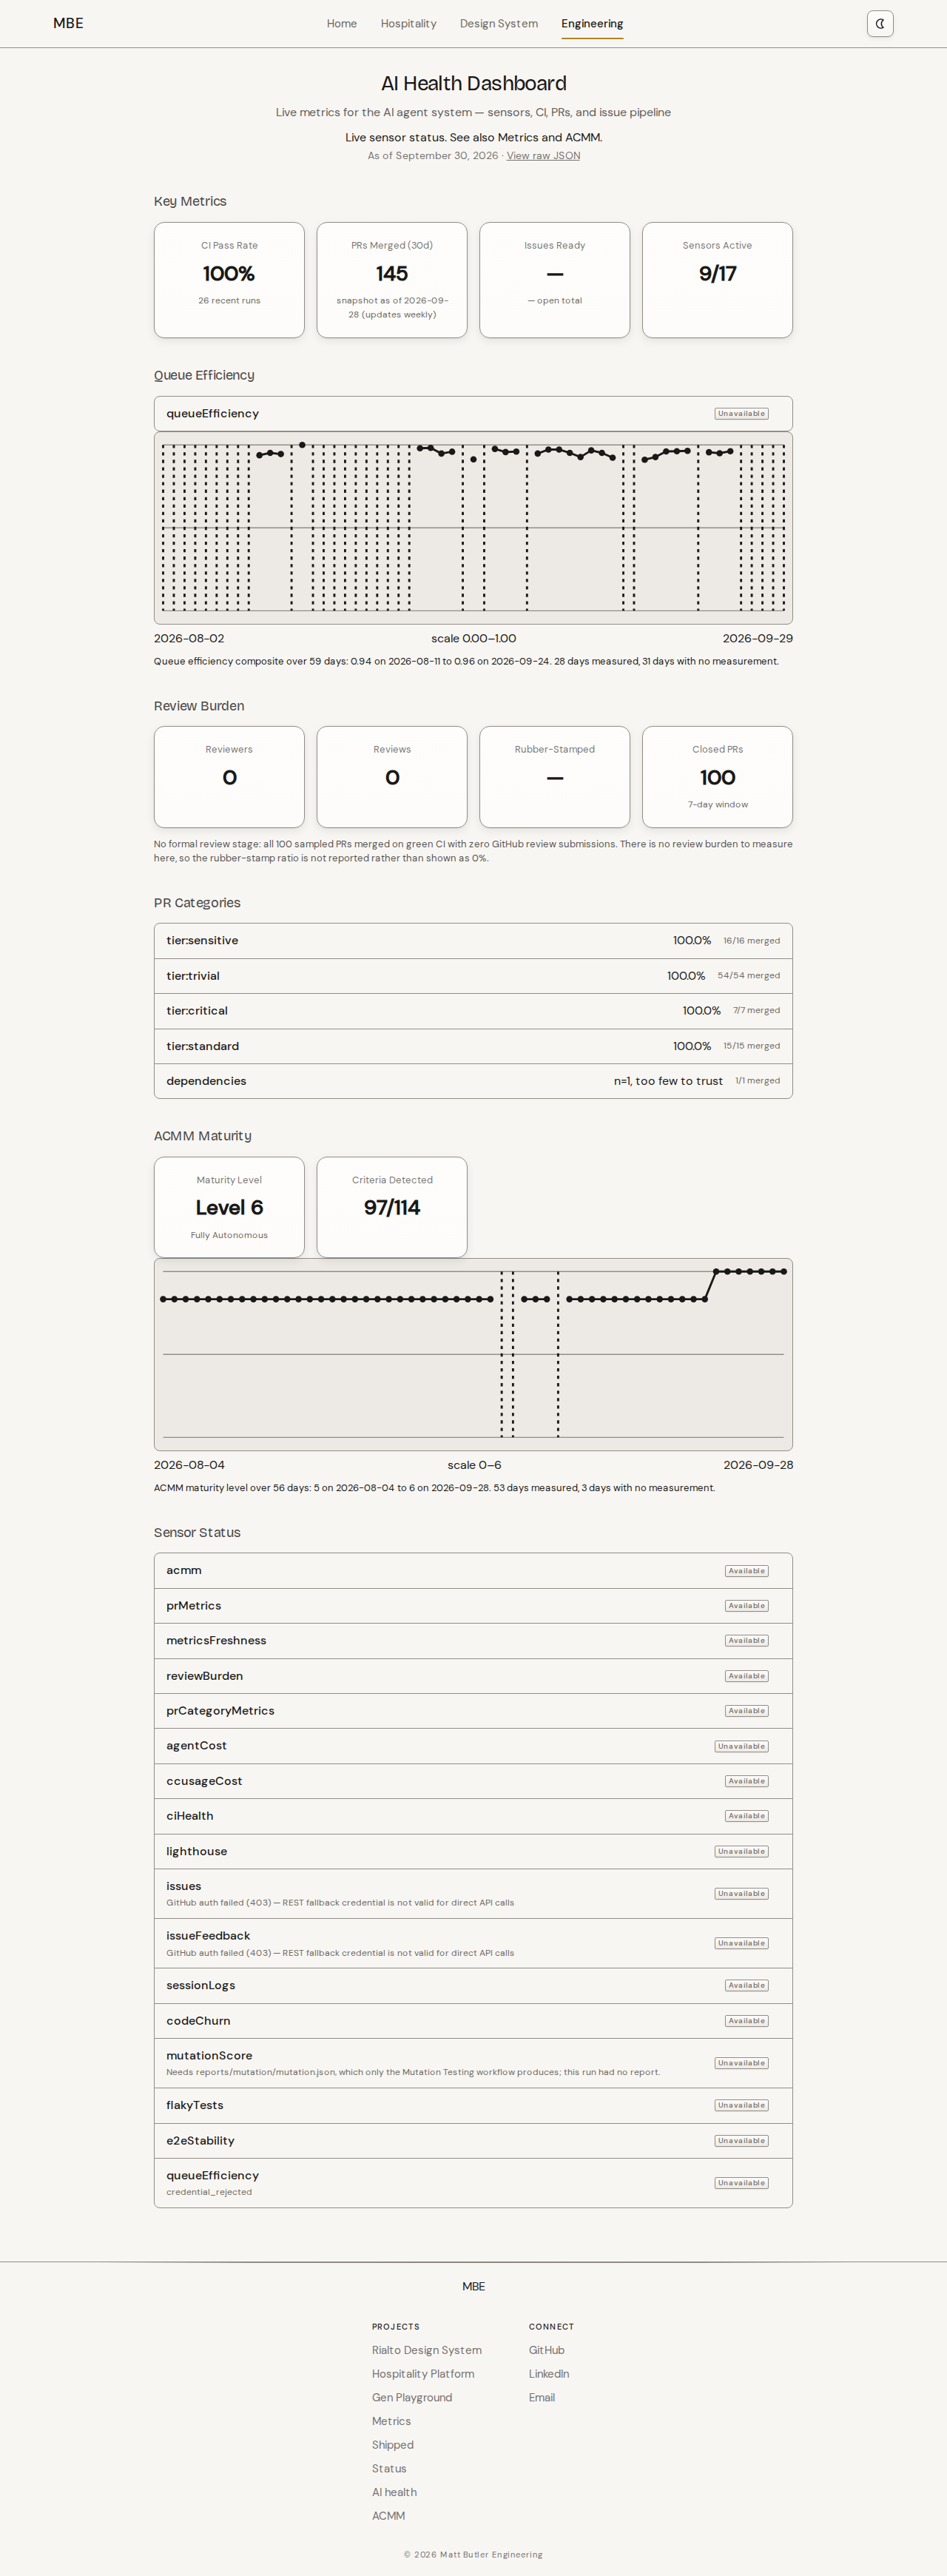 MBE
Home Hospitality Design System Engineering
AI Health Dashboard
Live metrics for the AI agent system — sensors, CI, PRs, and issue pipeline
Live sensor status. See also Metrics and ACMM.
As of September 30, 2026 · View raw JSON
Key Metrics
CI Pass Rate
100%
26 recent runs
PRs Merged (30d)
145
snapshot as of 2026-09-
28 (updates weekly)
Issues Ready
—
— open total
Sensors Active
9/17
Queue Efficiency
queueEfficiency Unavailable
2026-08-02 scale 0.00–1.00 2026-09-29
Queue efficiency composite over 59 days: 0.94 on 2026-08-11 to 0.96 on 2026-09-24. 28 days measured, 31 days with no measurement.
Review Burden
Reviewers
0
Reviews
0
Rubber-Stamped
—
Closed PRs
100
7-day window
No formal review stage: all 100 sampled PRs merged on green CI with zero GitHub review submissions. There is no review burden to measure
here, so the rubber-stamp ratio is not reported rather than shown as 0%.
PR Categories
tier:sensitive 100.0% 16/16 merged
tier:trivial 100.0% 54/54 merged
tier:critical 100.0% 7/7 merged
tier:standard 100.0% 15/15 merged
dependencies n=1, too few to trust 1/1 merged
ACMM Maturity
Maturity Level
Level 6
Fully Autonomous
Criteria Detected
97/114
2026-08-04 scale 0–6 2026-09-28
ACMM maturity level over 56 days: 5 on 2026-08-04 to 6 on 2026-09-28. 53 days measured, 3 days with no measurement.
Sensor Status
acmm Available
prMetrics Available
metricsFreshness Available
reviewBurden Available
prCategoryMetrics Available
agentCost Unavailable
ccusageCost Available
ciHealth Available
lighthouse Unavailable
issues Unavailable
GitHub auth failed (403) — REST fallback credential is not valid for direct API calls
issueFeedback Unavailable
GitHub auth failed (403) — REST fallback credential is not valid for direct API calls
sessionLogs Available
codeChurn Available
mutationScore Unavailable
Needs reports/mutation/mutation.json, which only the Mutation Testing workflow produces; this run had no report.
flakyTests Unavailable
e2eStability Unavailable
queueEfficiency Unavailable
credential_rejected
MBE
PROJECTS
Rialto Design System
Hospitality Platform
Gen Playground
Metrics
Shipped
Status
AI health
ACMM
CONNECT
GitHub
LinkedIn
Email
© 2026 Matt Butler Engineering